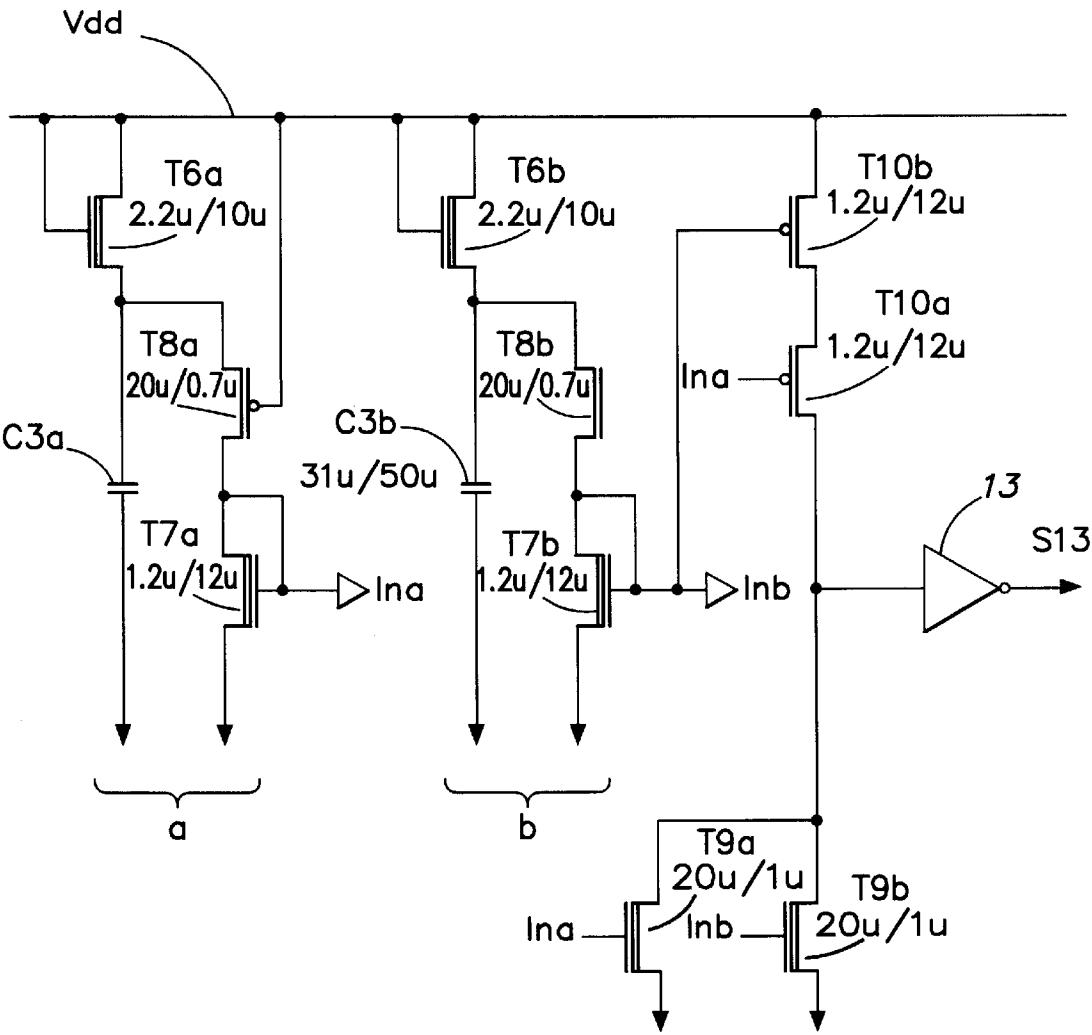 Vdd
T6a
2.2u/10u
T6b
2.2u/10u
T10b
1.2u/12u
T10a
1.2u/12u
Ina
T8a
20u/0.7u
T8b
20u/0.7u
C3a
C3b
31u/50u
T7a
1.2u/12u
Ina
T7b
1.2u/12u
Inb
13
S13
a
b
T9a
20u/1u
Ina
T9b
20u/1u
Inb